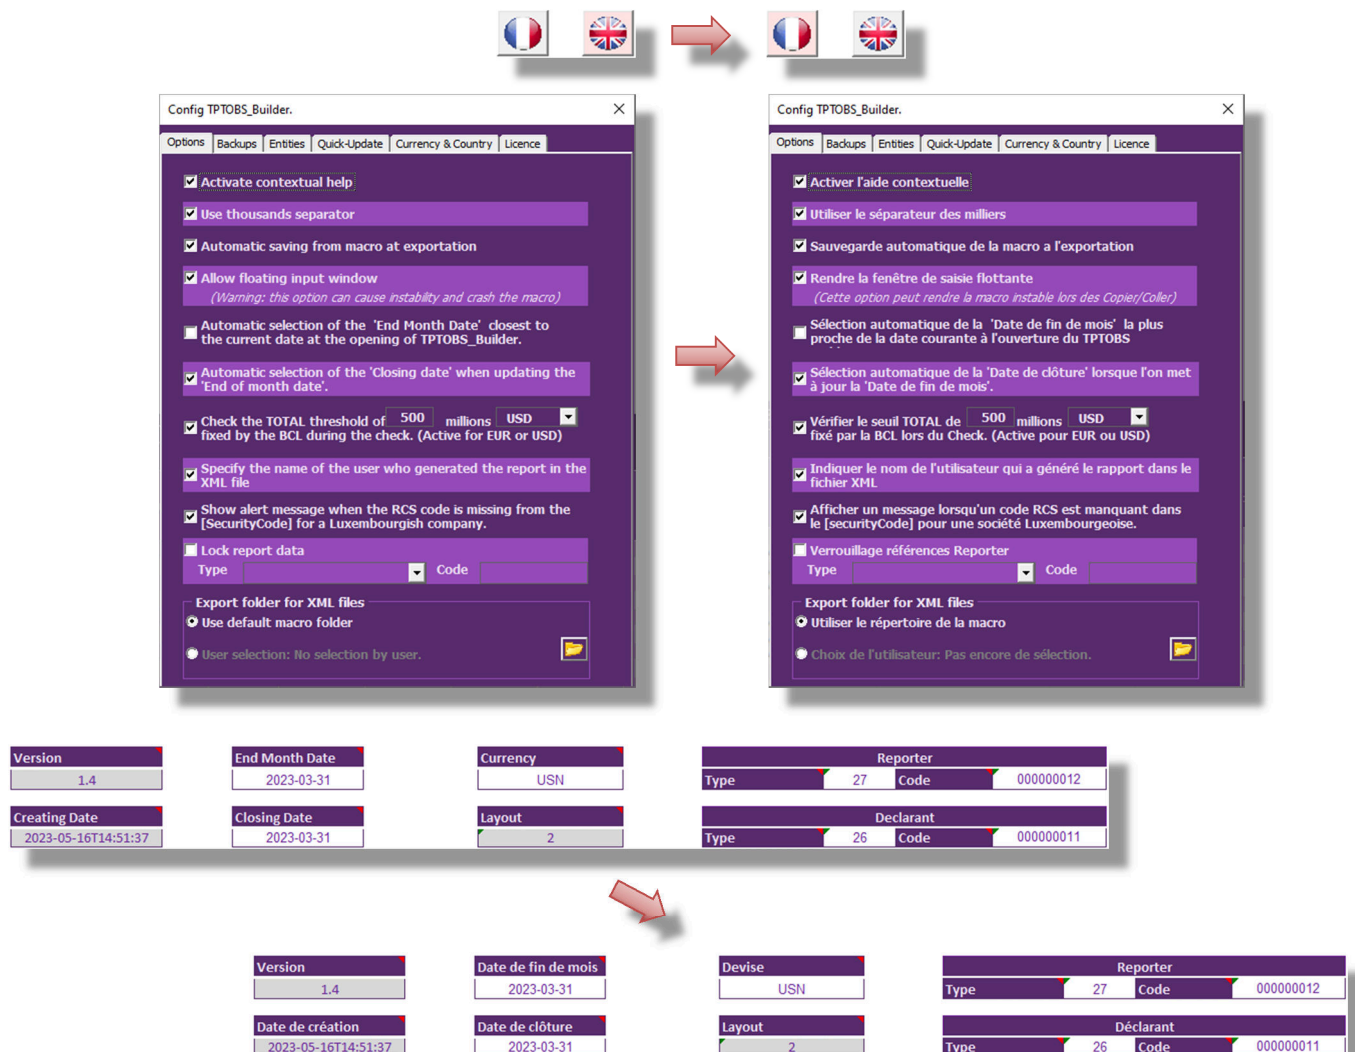 Config TPTOBS_Builder.
Options Backups Entities Quick-Update Currency & Country Licence
Activate contextual help
Use thousands separator
Automatic saving from macro at exportation
Allow floating input window
(Warning: this option can cause instability and crash the macro)
Automatic selection of the 'End Month Date' closest to
the current date at the opening of TPTOBS_Builder.
Automatic selection of the 'Closing date' when updating the
'End of month date'.
Check the TOTAL threshold of 500 millions USD
fixed by the BCL during the check. (Active for EUR or USD)
Specify the name of the user who generated the report in the
XML file
Show alert message when the RCS code is missing from the
[SecurityCode] for a Luxembourgish company.
Lock report data
Type Code
Export folder for XML files
Use default macro folder
User selection: No selection by user.
Config TPTOBS_Builder.
Options Backups Entities Quick-Update Currency & Country Licence
Activer l'aide contextuelle
Utiliser le séparateur des milliers
Sauvegarde automatique de la macro a l'exportation
Rendre la fenêtre de saisie flottante
(Cette option peut rendre la macro instable lors des Copier/Coller)
Sélection automatique de la 'Date de fin de mois' la plus
proche de la date courante à l'ouverture du TPTOBS
Sélection automatique de la 'Date de clôture' lorsque l'on met
à jour la 'Date de fin de mois'.
Vérifier le seuil TOTAL de 500 millions USD
fixé par la BCL lors du Check. (Active pour EUR ou USD)
Indiquer le nom de l'utilisateur qui a généré le rapport dans le
fichier XML
Afficher un message lorsqu'un code RCS est manquant dans
le [securityCode] pour une société Luxembourgeoise.
Verrouillage références Reporter
Type Code
Export folder for XML files
Utiliser le répertoire de la macro
Choix de l'utilisateur: Pas encore de sélection.
Version End Month Date Currency Reporter
1.4 2023-03-31 USN Type 27 Code 000000012
Creating Date Closing Date Layout Declarant
2023-05-16T14:51:37 2023-03-31 2 Type 26 Code 000000011
Version Date de fin de mois Devise Reporter
1.4 2023-03-31 USN Type 27 Code 000000012
Date de création Date de clôture Layout Déclarant
2023-05-16T14:51:37 2023-03-31 2 Type 26 Code 000000011